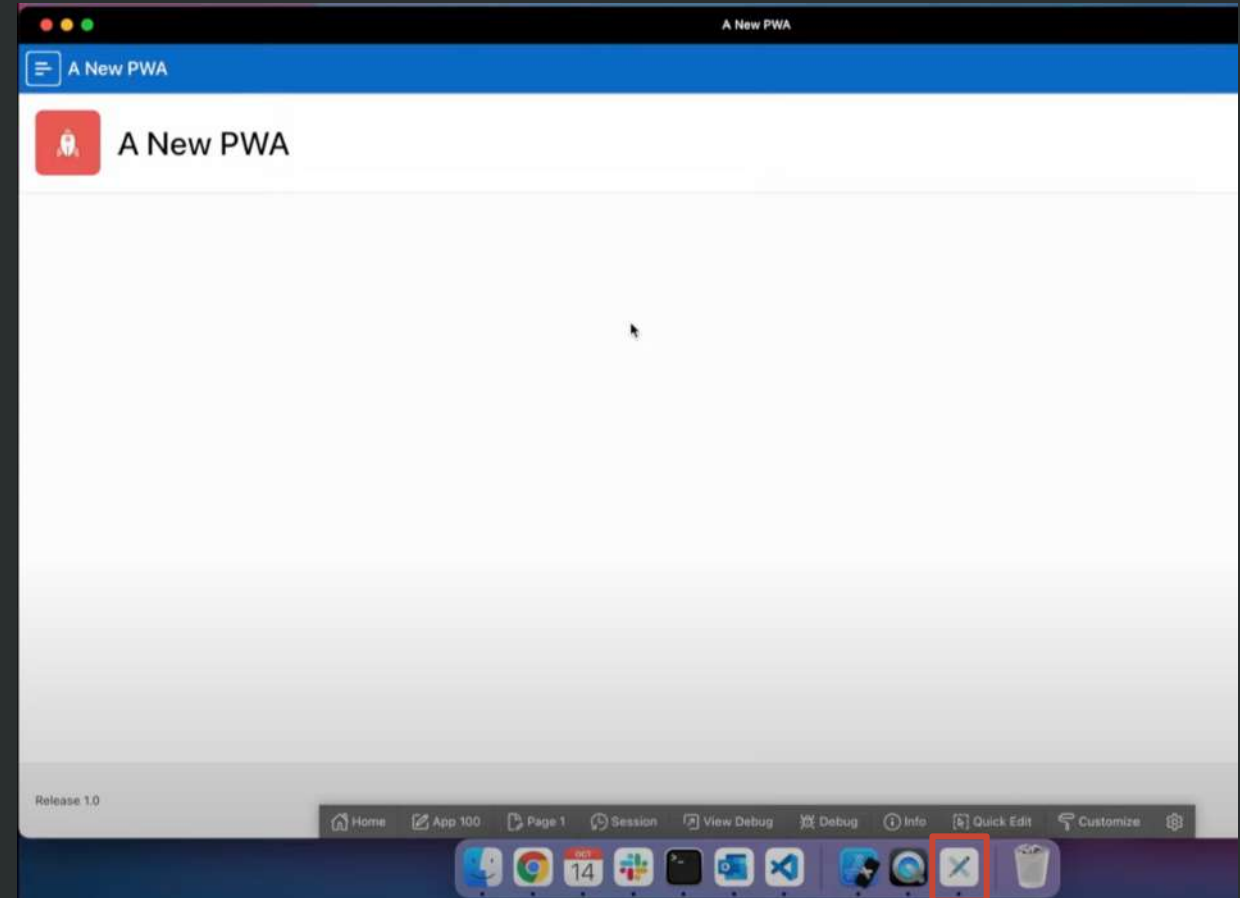 A New PWA
A New PWA
A New PWA
Release 1.0
Home App 100 Page 1 Session View Debug Debug Info Quick Edit Customize
OCT
14